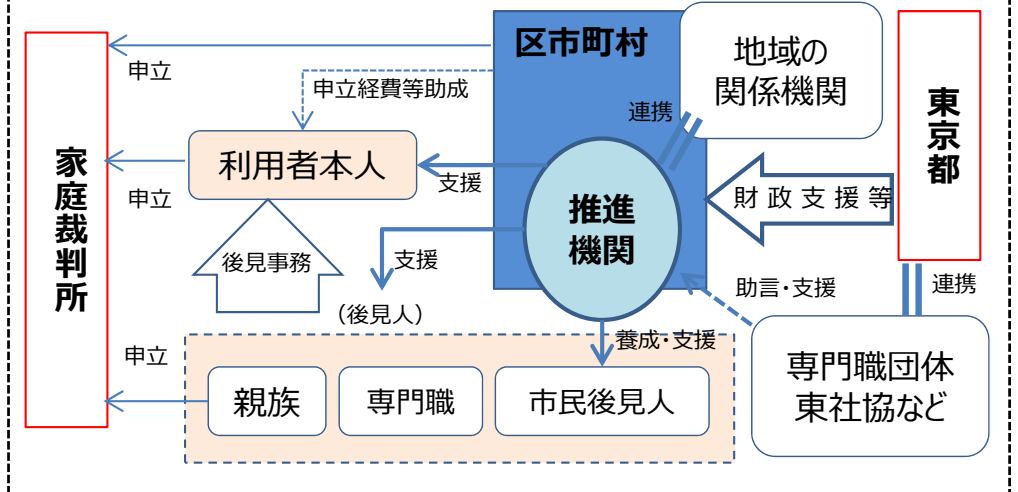 家庭裁判所
申立
申立
申立
区市町村
申立経費等助成
利用者本人
後見事務
支援
支援
(後見人)
推進
機関
連携
地域の
関係機関
東京都
財政支援等
連携
助言・支援
養成・支援
専門職団体
東社協など
親族
専門職
市民後見人